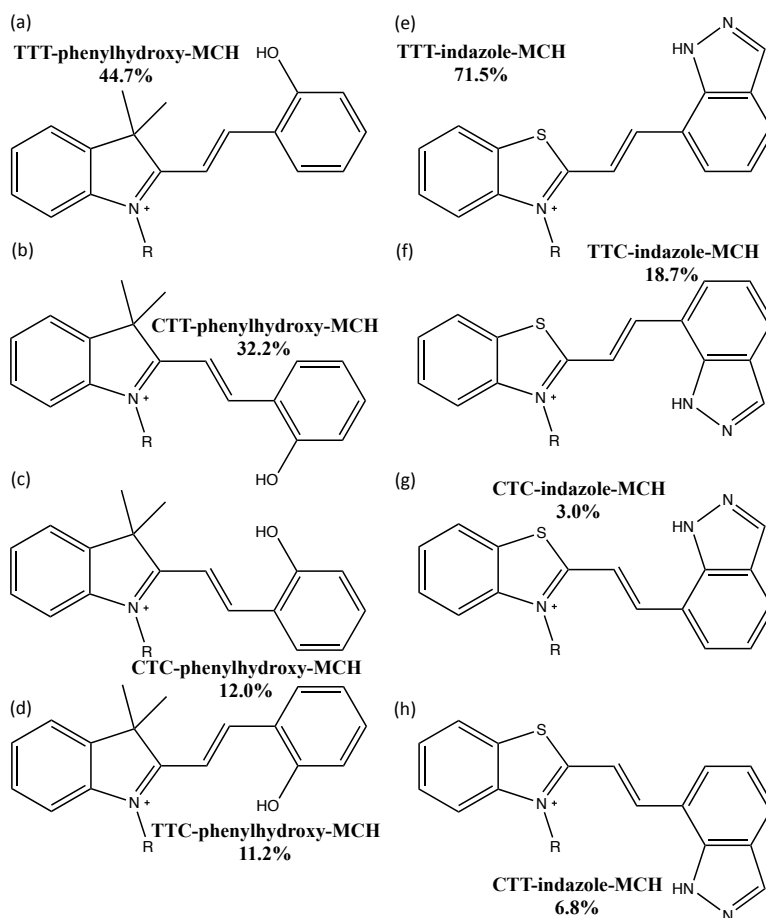 (a)
TTT-phenylhydroxy-MCH
44.7%
HO
N
+
R
(b)
CTT-phenylhydroxy-MCH
32.2%
N
+
R
HO
(c)
HO
N
+
R
CTC-phenylhydroxy-MCH
12.0%
(d)
N
+
R
HO
TTC-phenylhydroxy-MCH
11.2%
(e)
TTT-indazole-MCH
71.5%
N
HN
S
N
+
R
(f)
TTC-indazole-MCH
18.7%
S
N
+
R
HN
N
(g)
CTC-indazole-MCH
3.0%
N
HN
S
N
+
R
(h)
S
N
+
R
CTT-indazole-MCH
6.8%
HN
N